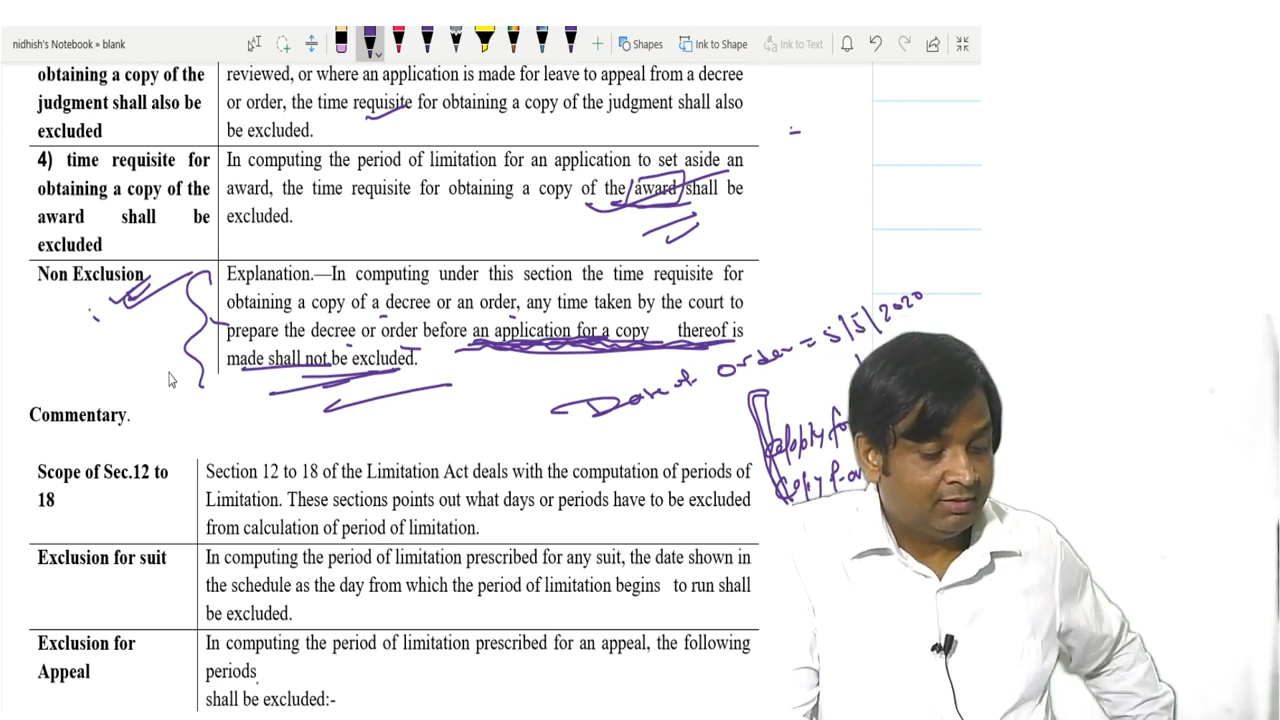 nidhish's Notebook » blank
Shapes
Ink to Shape
Ink to Text
obtaining a copy of the
judgment shall also be
excluded
reviewed, or where an application is made for leave to appeal from a decree
or order, the time requisite for obtaining a copy of the judgment shall also
be excluded.
4) time requisite for
obtaining a copy of the
award shall be
excluded
In computing the period of limitation for an application to set aside an
award, the time requisite for obtaining a copy of the award shall be
excluded.
Non Exclusion
Explanation.—In computing under this section the time requisite for
obtaining a copy of a decree or an order, any time taken by the court to
prepare the decree or order before an application for a copy thereof is
made shall not be excluded.
Date of order = 5/5/2020
apply for
copy of or
Commentary.
Scope of Sec.12 to
18
Section 12 to 18 of the Limitation Act deals with the computation of periods of
Limitation. These sections points out what days or periods have to be excluded
from calculation of period of limitation.
Exclusion for suit
In computing the period of limitation prescribed for any suit, the date shown in
the schedule as the day from which the period of limitation begins to run shall
be excluded.
Exclusion for
Appeal
In computing the period of limitation prescribed for an appeal, the following
periods
shall be excluded:-